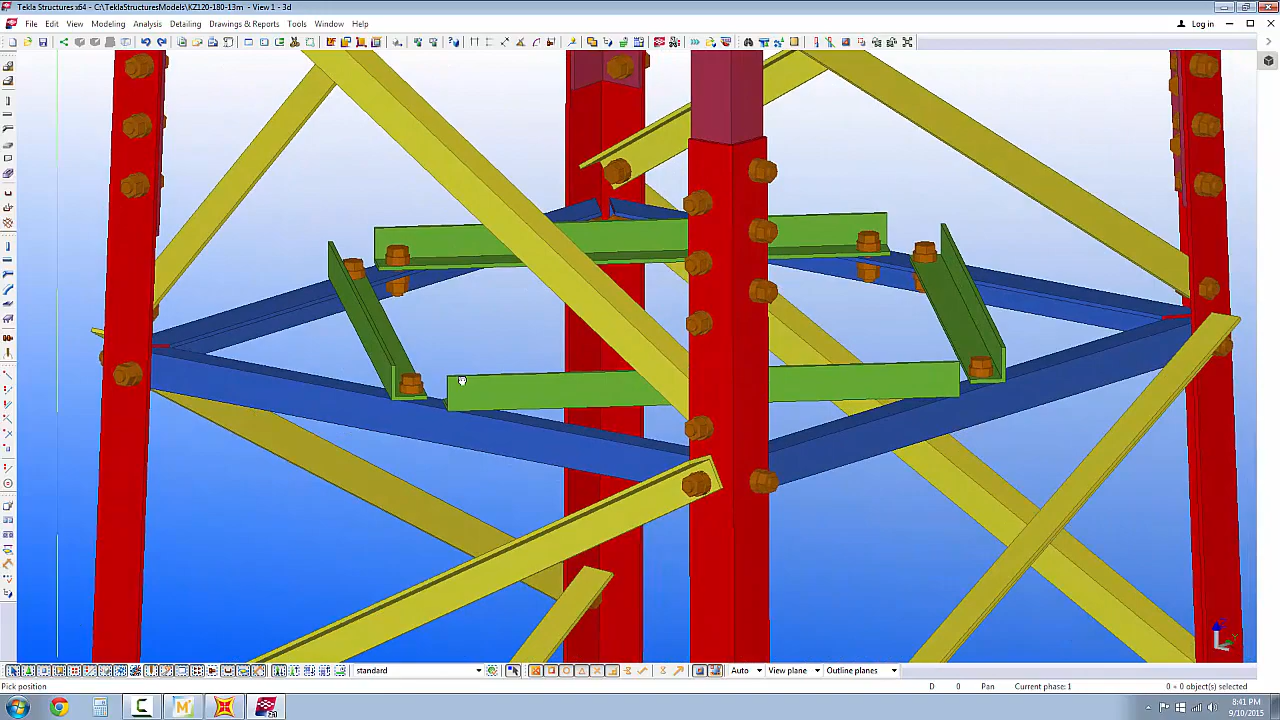 Tekla Structures x64 - C:\TeklaStructuresModels\KZ120-180-13m - View 1 - 3d
File Edit View Modeling Analysis Detailing Drawings & Reports Tools Window Help
Log in
standard
Auto
View plane
Outline planes
Pick position
D 0 Pan Current phase: 1 0 + 0 object(s) selected
8:41 PM
9/10/2015